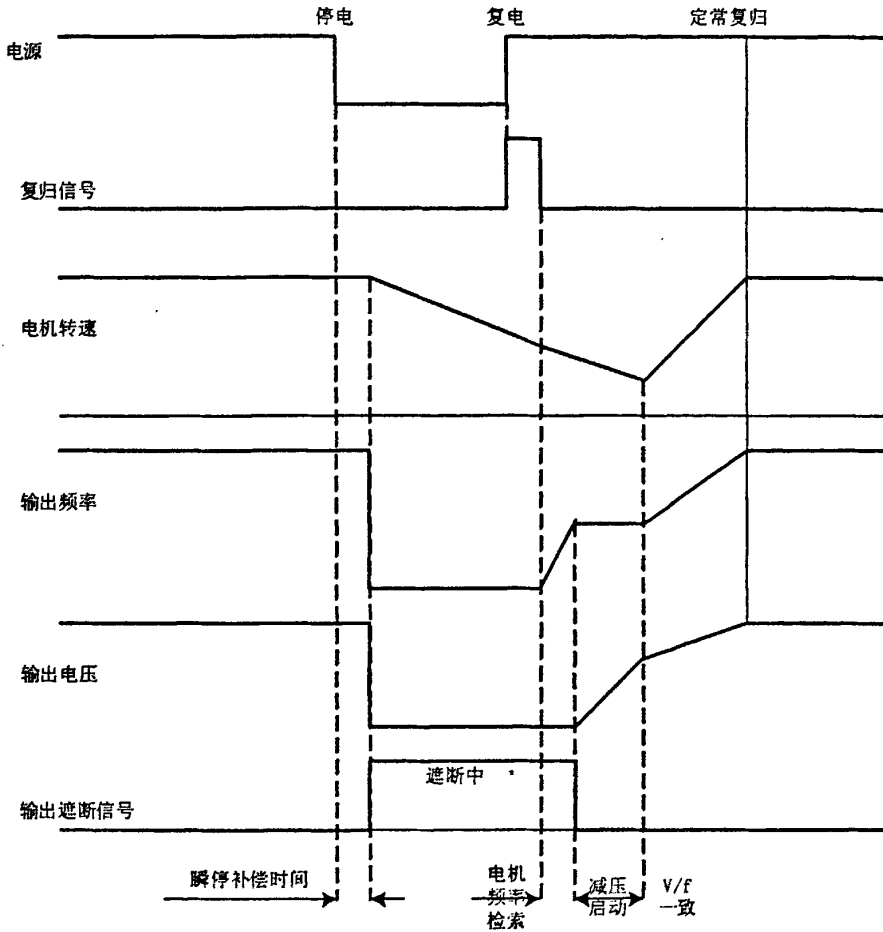 停电
复电
定常复归
电源
复归信号
电机转速
输出频率
输出电压
遮断中
输出遮断信号
瞬停补偿时间
电机
频率
检索
减压
启动
V/f
一致